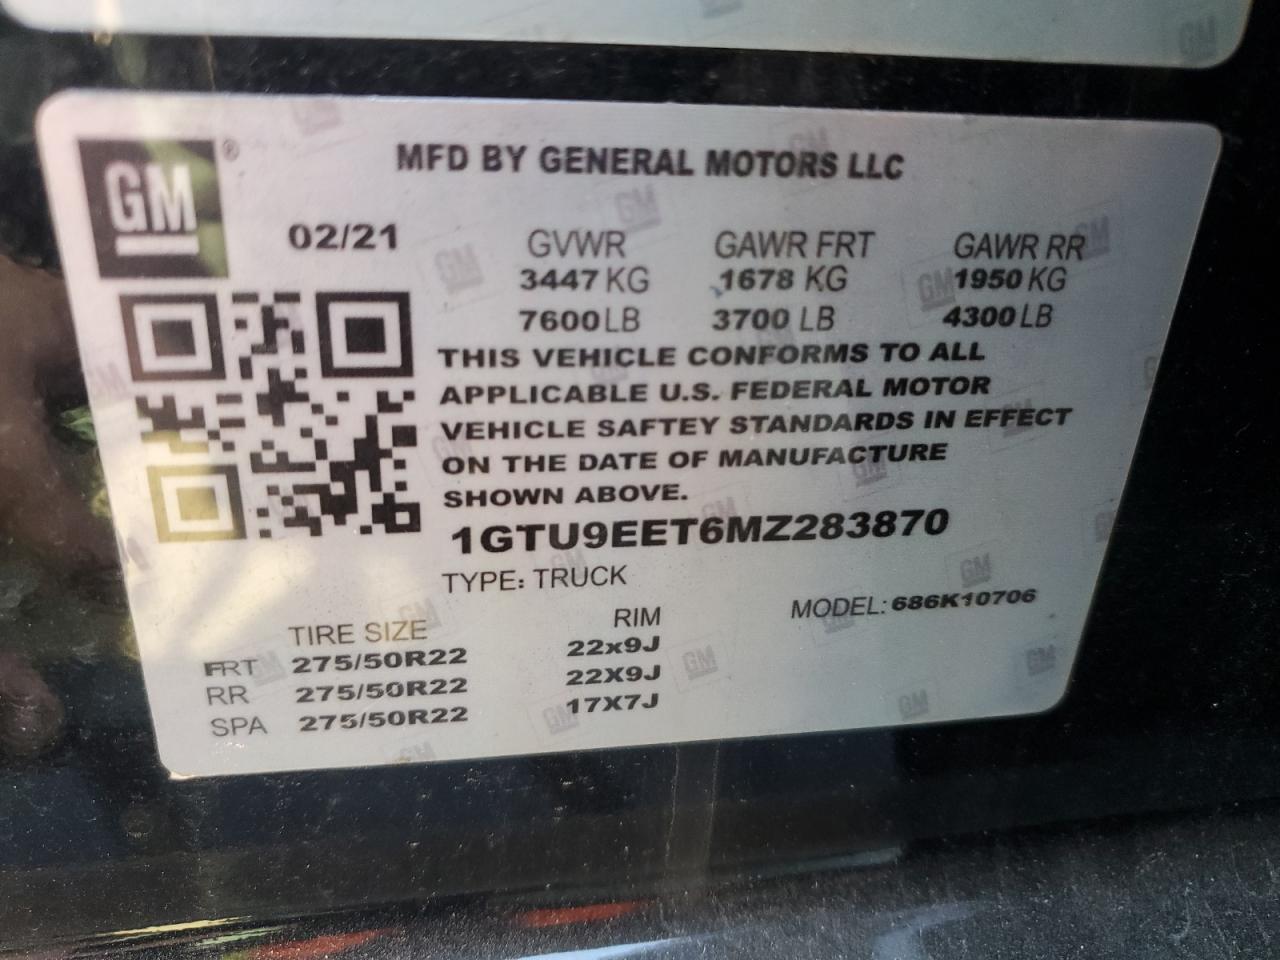 GM ®
MFD BY GENERAL MOTORS LLC
02/21
GVWR GAWR FRT GAWR RR
3447 KG 1678 KG 1950 KG
7600 LB 3700 LB 4300 LB
THIS VEHICLE CONFORMS TO ALL
APPLICABLE U.S. FEDERAL MOTOR
VEHICLE SAFTEY STANDARDS IN EFFECT
ON THE DATE OF MANUFACTURE
SHOWN ABOVE.
1GTU9EET6MZ283870
TYPE: TRUCK
MODEL: 686K10706
TIRE SIZE RIM
FRT 275/50R22 22x9J
RR 275/50R22 22X9J
SPA 275/50R22 17X7J